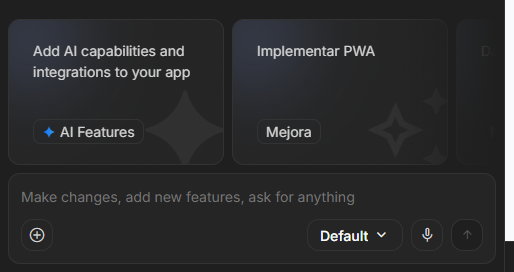 Add AI capabilities and
integrations to your app
AI Features
Implementar PWA
Mejora
Make changes, add new features, ask for anything
Default